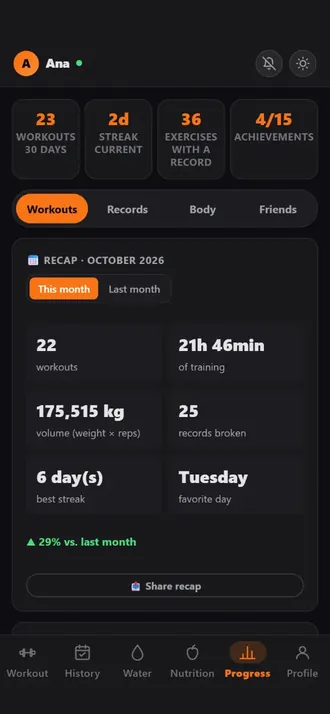 A Ana
23
WORKOUTS
30 DAYS
2d
STREAK
CURRENT
36
EXERCISES
WITH A
RECORD
4/15
ACHIEVEMENTS
Workouts Records Body Friends
RECAP · OCTOBER 2026
This month Last month
22
workouts
21h 46min
of training
175,515 kg
volume (weight × reps)
25
records broken
6 day(s)
best streak
Tuesday
favorite day
▲ 29% vs. last month
Share recap
Workout History Water Nutrition Progress Profile